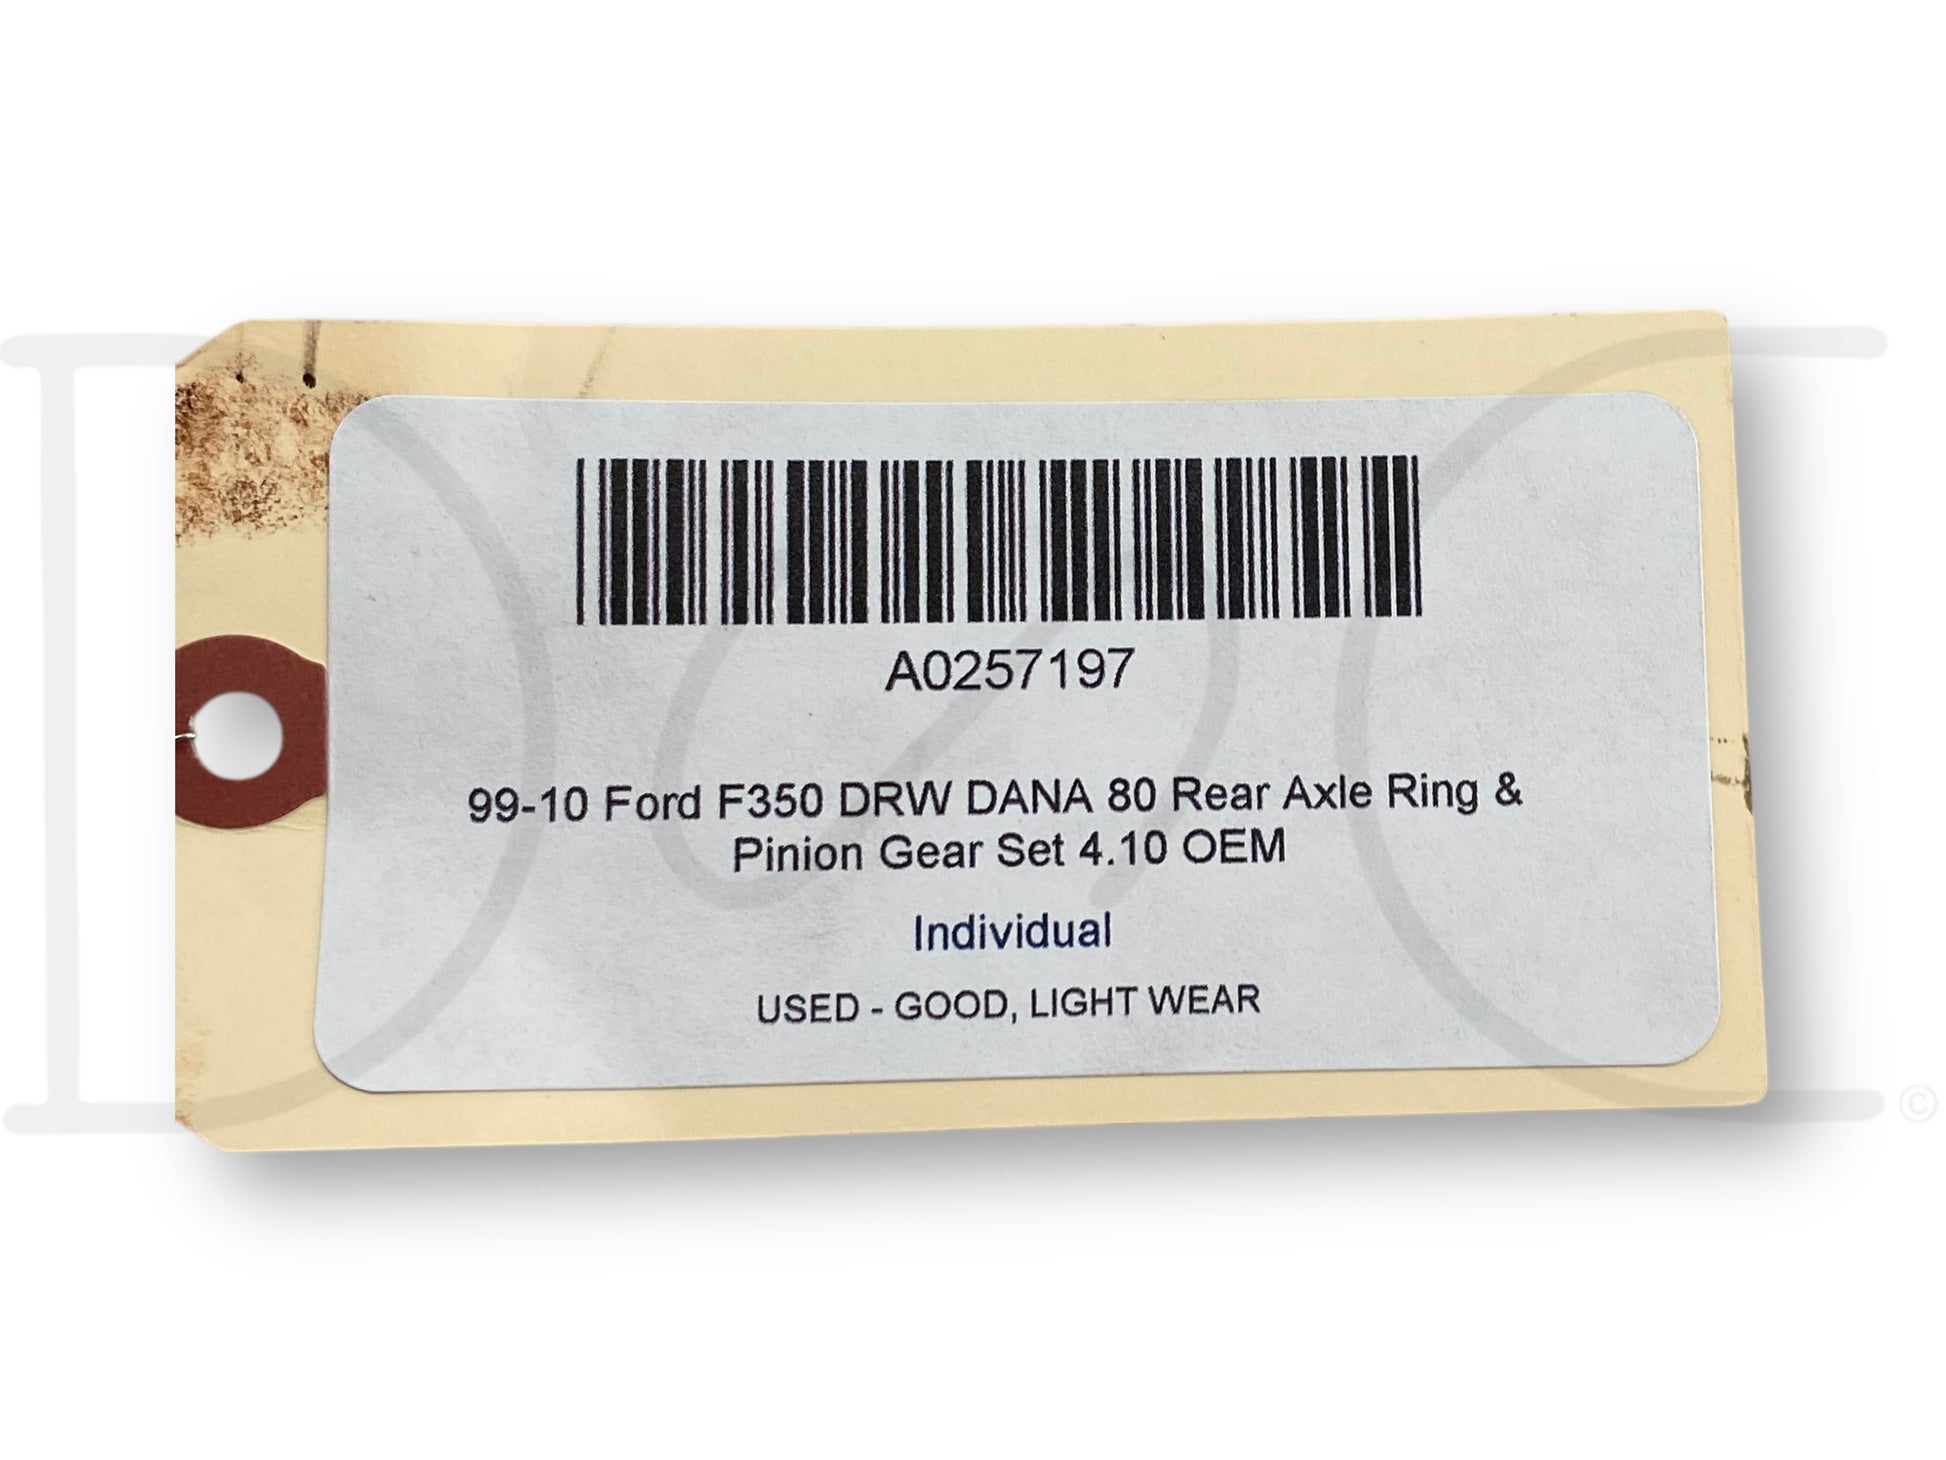 A0257197
99-10 Ford F350 DRW DANA 80 Rear Axle Ring &
Pinion Gear Set 4.10 OEM
Individual
USED - GOOD, LIGHT WEAR
©